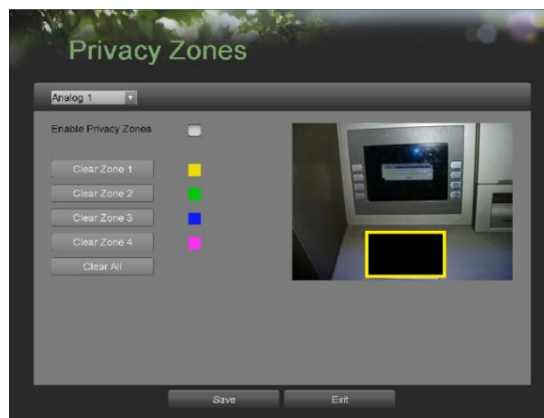 Privacy Zones
Analog 1
Enable Privacy Zones
Clear Zone 1
Clear Zone 2
Clear Zone 3
Clear Zone 4
Clear All
Save
Exit